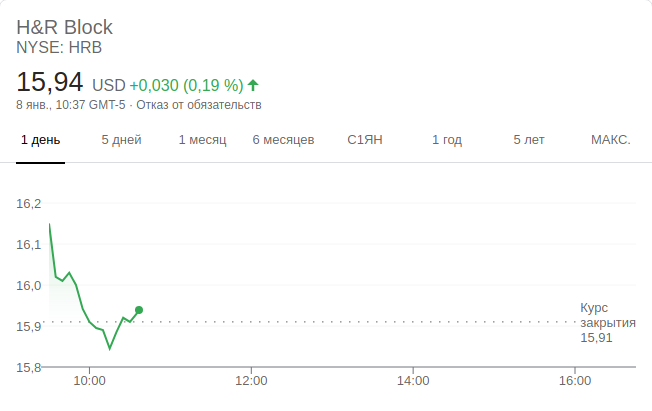 H&R Block
NYSE: HRB
15,94 USD +0,030 (0,19 %)
8 янв., 10:37 GMT-5 · Отказ от обязательств
1 день 5 дней 1 месяц 6 месяцев С1ЯН 1 год 5 лет МАКС.
16,2
16,1
16,0
15,9
15,8
Курс
закрытия
15,91
10:00 12:00 14:00 16:00